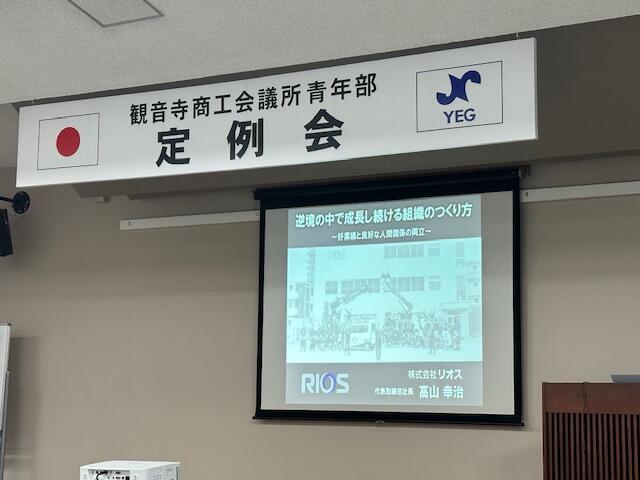 観音寺商工会議所青年部
定例会
YEG
逆境の中で成長し続ける組織のつくり方
〜好業績と良好な人間関係の両立〜
RIOS
株式会社リオス
代表取締役社長 髙山 幸治